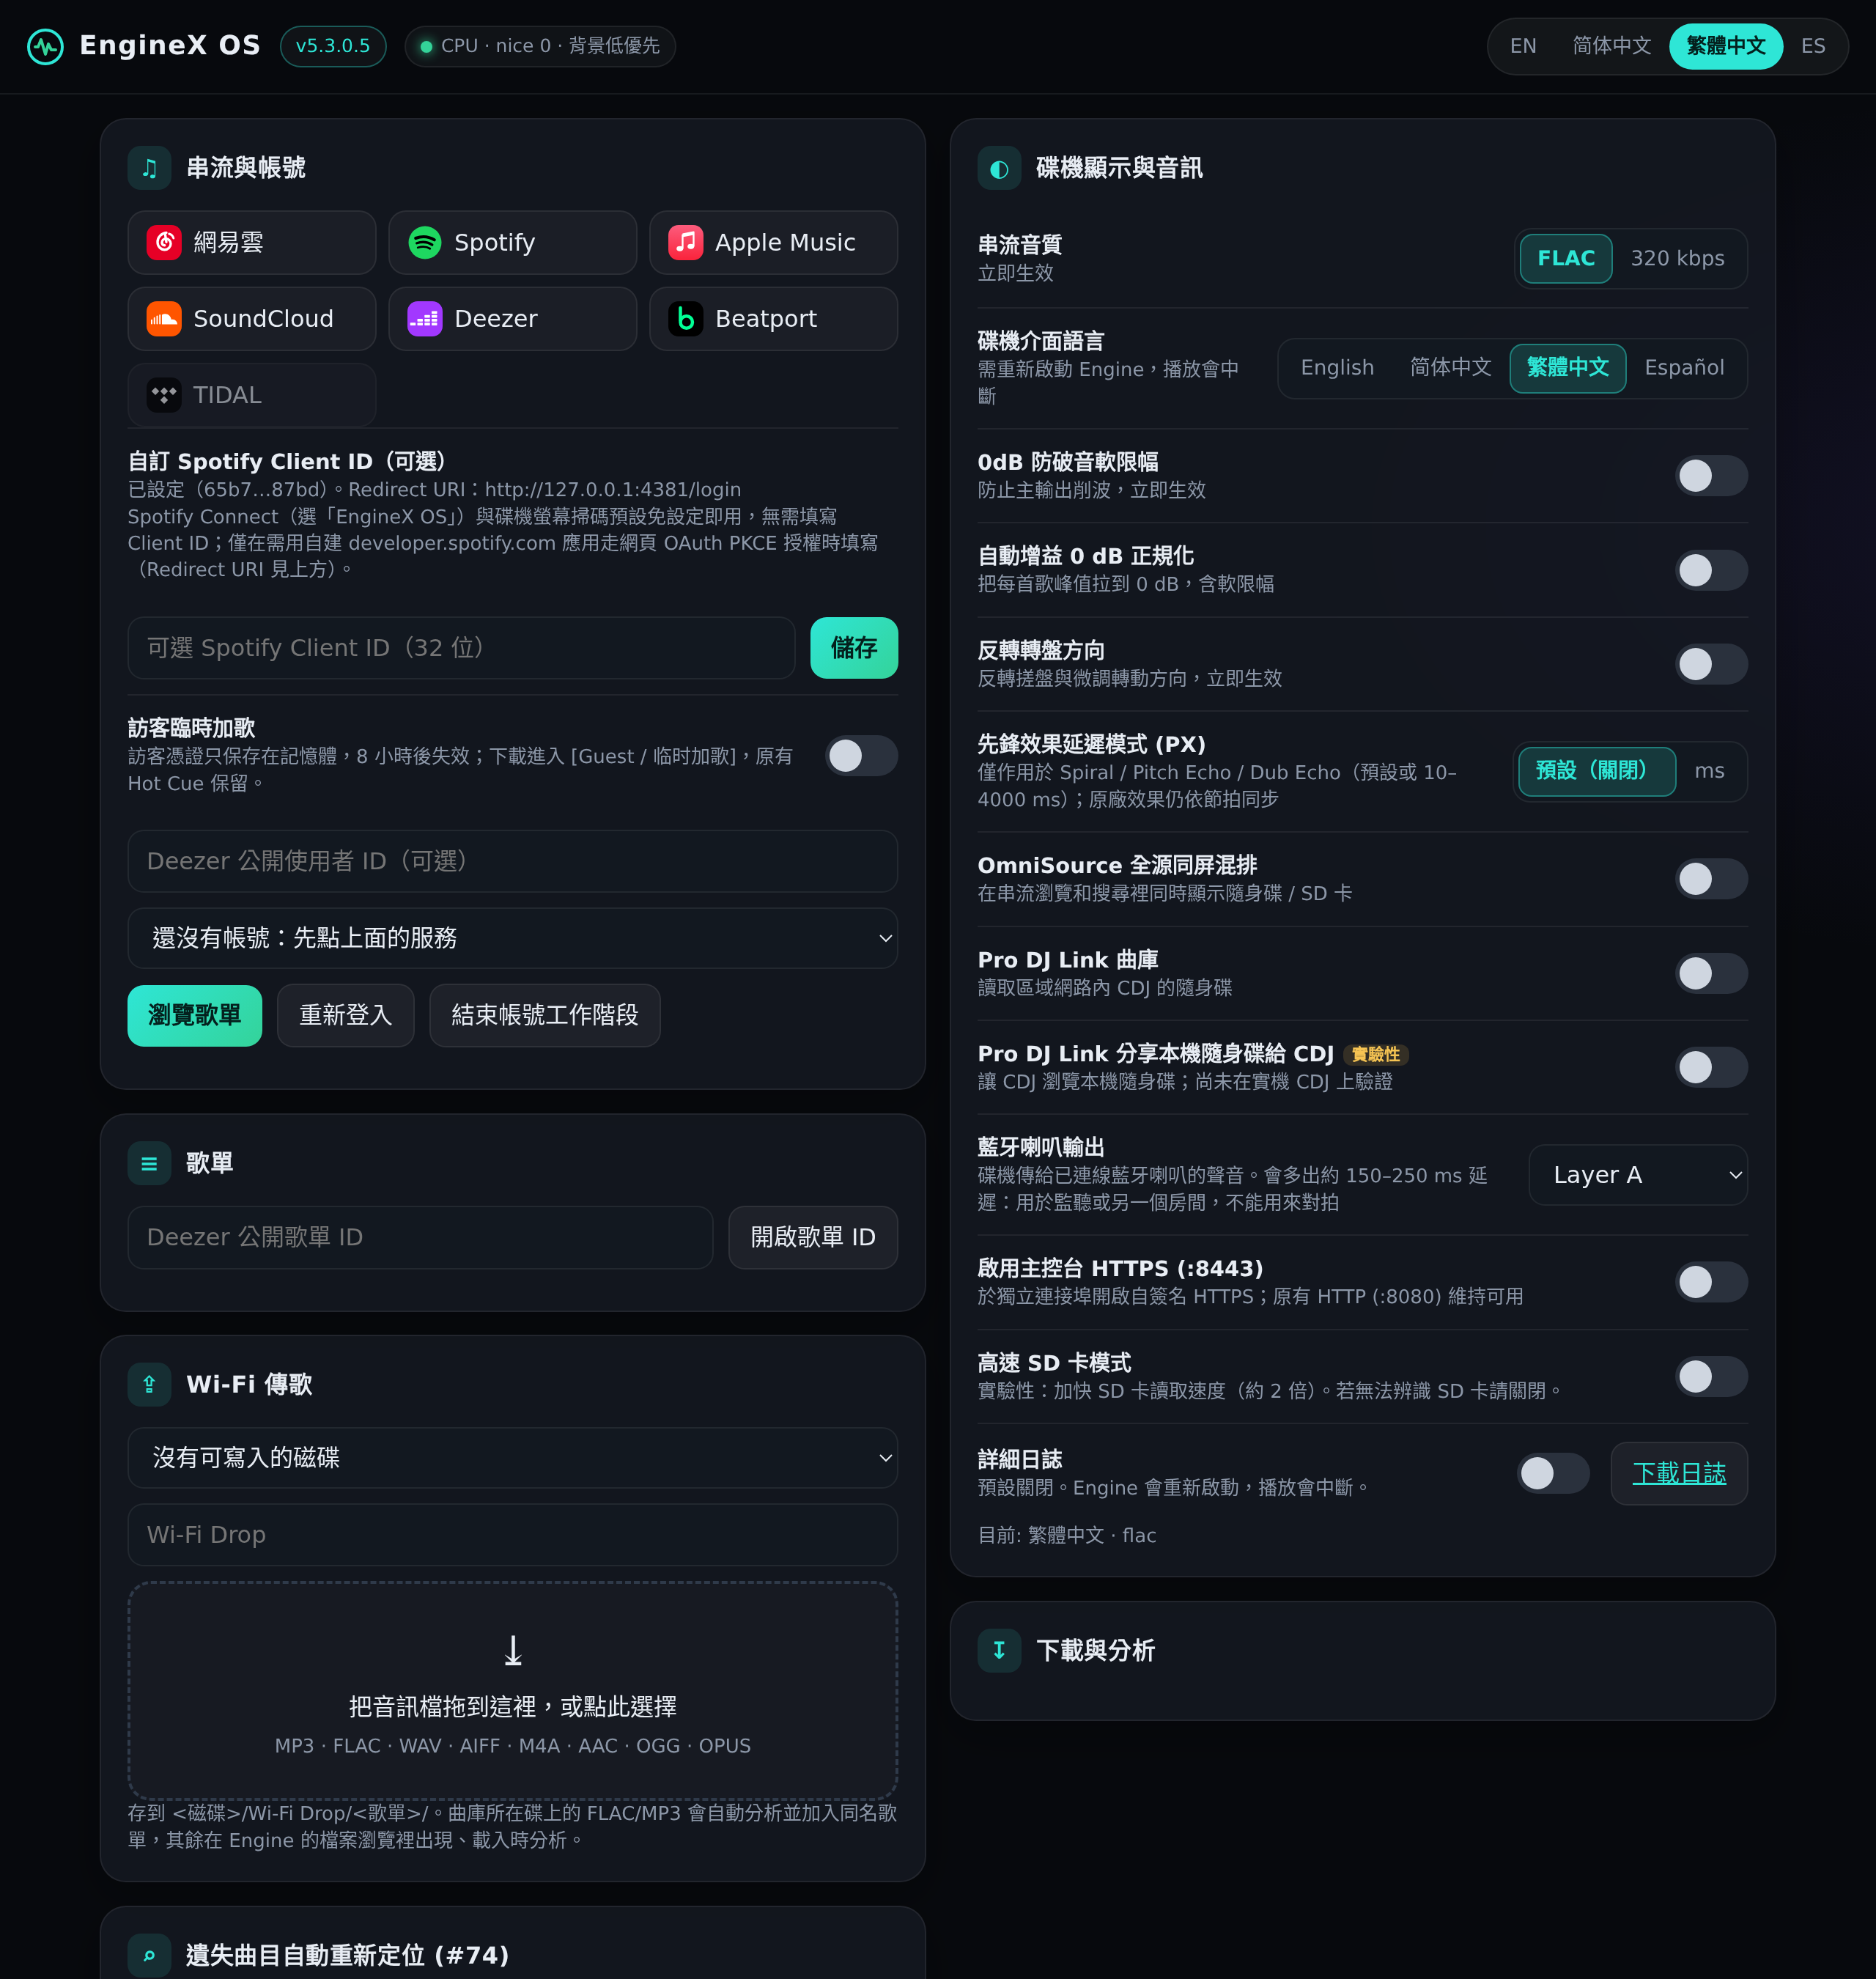 EngineX OS
v5.3.0.5
CPU · nice 0 · 背景低優先
EN
简体中文
繁體中文
ES
串流與帳號
網易雲
Spotify
Apple Music
SoundCloud
Deezer
Beatport
TIDAL
自訂 Spotify Client ID（可選）
已設定（65b7…87bd）。Redirect URI：http://127.0.0.1:4381/login
Spotify Connect（選「EngineX OS」）與碟機螢幕掃碼預設免設定即用，無需填寫
Client ID；僅在需用自建 developer.spotify.com 應用走網頁 OAuth PKCE 授權時填寫
（Redirect URI 見上方）。
可選 Spotify Client ID（32 位）
儲存
訪客臨時加歌
訪客憑證只保存在記憶體，8 小時後失效；下載進入 [Guest / 临时加歌]，原有
Hot Cue 保留。
Deezer 公開使用者 ID（可選）
還沒有帳號：先點上面的服務
瀏覽歌單
重新登入
結束帳號工作階段
歌單
Deezer 公開歌單 ID
開啟歌單 ID
Wi-Fi 傳歌
沒有可寫入的磁碟
Wi-Fi Drop
把音訊檔拖到這裡，或點此選擇
MP3 · FLAC · WAV · AIFF · M4A · AAC · OGG · OPUS
存到 <磁碟>/Wi-Fi Drop/<歌單>/。曲庫所在碟上的 FLAC/MP3 會自動分析並加入同名歌
單，其餘在 Engine 的檔案瀏覽裡出現、載入時分析。
遺失曲目自動重新定位 (#74)
碟機顯示與音訊
串流音質
立即生效
FLAC
320 kbps
碟機介面語言
需重新啟動 Engine，播放會中
斷
English
简体中文
繁體中文
Español
0dB 防破音軟限幅
防止主輸出削波，立即生效
自動增益 0 dB 正規化
把每首歌峰值拉到 0 dB，含軟限幅
反轉轉盤方向
反轉搓盤與微調轉動方向，立即生效
先鋒效果延遲模式 (PX)
僅作用於 Spiral / Pitch Echo / Dub Echo（預設或 10–
4000 ms）；原廠效果仍依節拍同步
預設（關閉）
ms
OmniSource 全源同屏混排
在串流瀏覽和搜尋裡同時顯示隨身碟 / SD 卡
Pro DJ Link 曲庫
讀取區域網路內 CDJ 的隨身碟
Pro DJ Link 分享本機隨身碟給 CDJ 實驗性
讓 CDJ 瀏覽本機隨身碟；尚未在實機 CDJ 上驗證
藍牙喇叭輸出
碟機傳給已連線藍牙喇叭的聲音。會多出約 150–250 ms 延
遲：用於監聽或另一個房間，不能用來對拍
Layer A
啟用主控台 HTTPS (:8443)
於獨立連接埠開啟自簽名 HTTPS；原有 HTTP (:8080) 維持可用
高速 SD 卡模式
實驗性：加快 SD 卡讀取速度（約 2 倍）。若無法辨識 SD 卡請關閉。
詳細日誌
預設關閉。Engine 會重新啟動，播放會中斷。
下載日誌
目前: 繁體中文 · flac
下載與分析